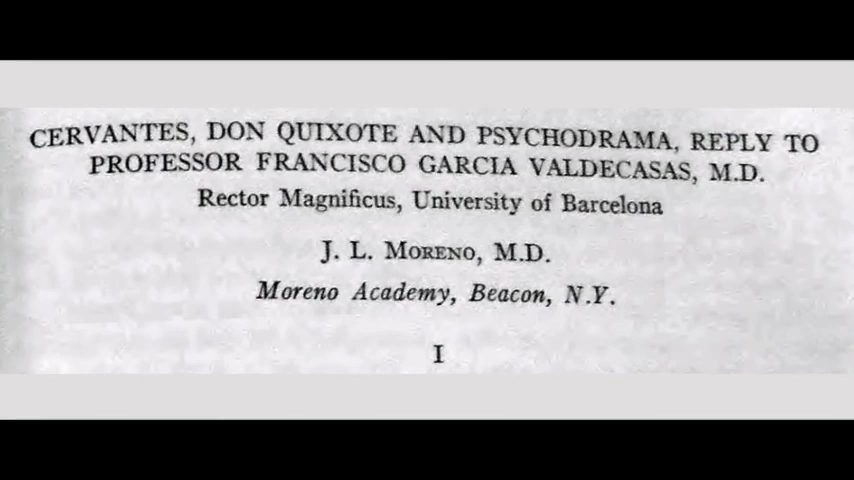 CERVANTES, DON QUIXOTE AND PSYCHODRAMA, REPLY TO
PROFESSOR FRANCISCO GARCIA VALDECASAS, M.D.
Rector Magnificus, University of Barcelona
J. L. MORENO, M.D.
Moreno Academy, Beacon, N.Y.
I